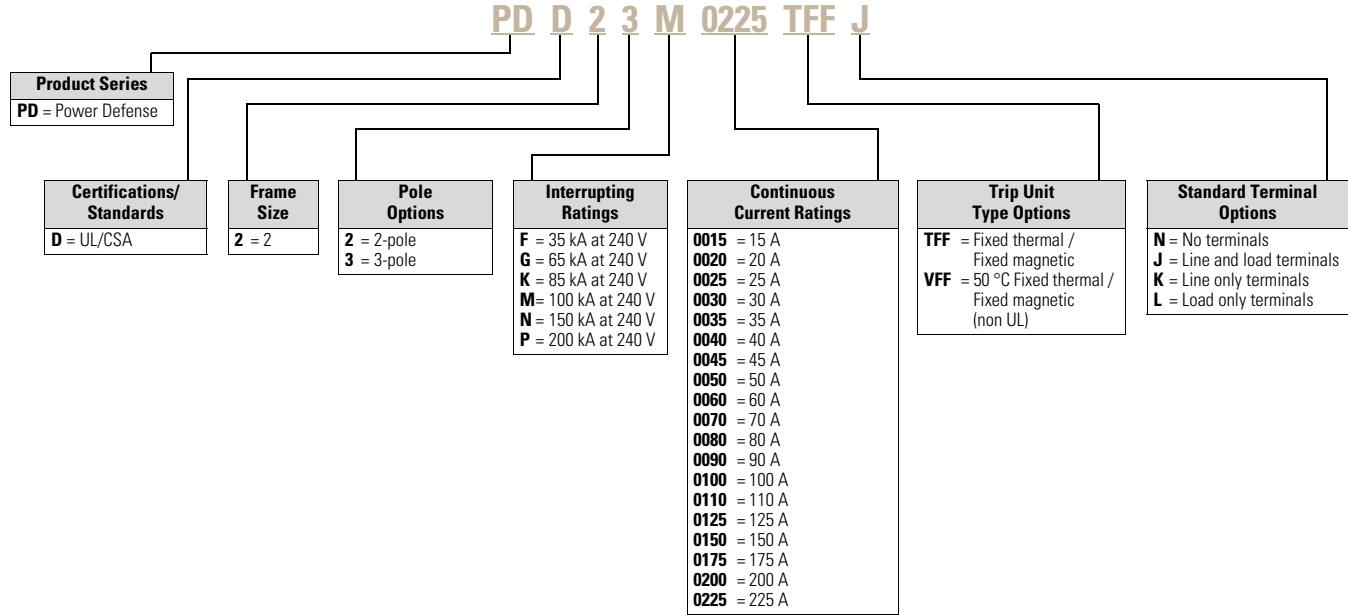 PD D 2 3 M 0225 TFF J
Product Series
PD = Power Defense
Certifications/
Standards
D = UL/CSA
Frame
Size
2 = 2
Pole
Options
2 = 2-pole
3 = 3-pole
Interrupting
Ratings
F = 35 kA at 240 V
G = 65 kA at 240 V
K = 85 kA at 240 V
M= 100 kA at 240 V
N = 150 kA at 240 V
P = 200 kA at 240 V
Continuous
Current Ratings
0015 = 15 A
0020 = 20 A
0025 = 25 A
0030 = 30 A
0035 = 35 A
0040 = 40 A
0045 = 45 A
0050 = 50 A
0060 = 60 A
0070 = 70 A
0080 = 80 A
0090 = 90 A
0100 = 100 A
0110 = 110 A
0125 = 125 A
0150 = 150 A
0175 = 175 A
0200 = 200 A
0225 = 225 A
Trip Unit
Type Options
TFF = Fixed thermal /
Fixed magnetic
VFF = 50 °C Fixed thermal /
Fixed magnetic
(non UL)
Standard Terminal
Options
N = No terminals
J = Line and load terminals
K = Line only terminals
L = Load only terminals